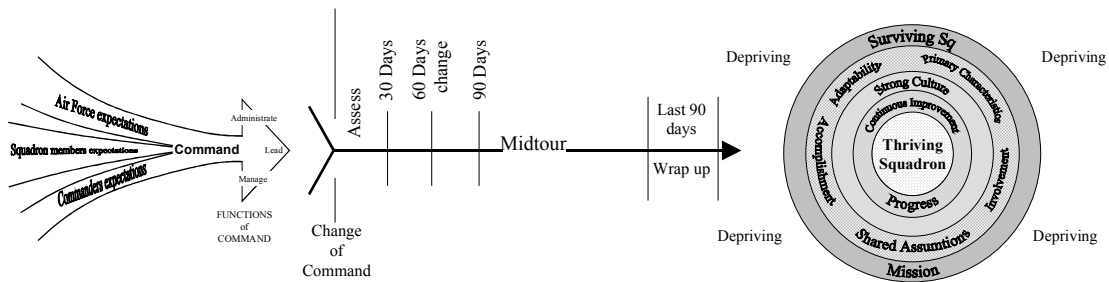 Air Force expectations
Squadron members expectations
Commanders expectations
Command
Administrate
Lead
Manage
FUNCTIONS
of
COMMAND
Assess
30 Days
60 Days
change
90 Days
Change
of
Command
Midtour
Last 90
days
Wrap up
Depriving
Depriving
Depriving
Depriving
Surviving Sq
Adaptability
Primary Characteristics
Strong Culture
Continuous Improvement
Thriving
Squadron
Accomplishment
Involvement
Progress
Shared Assumtions
Mission